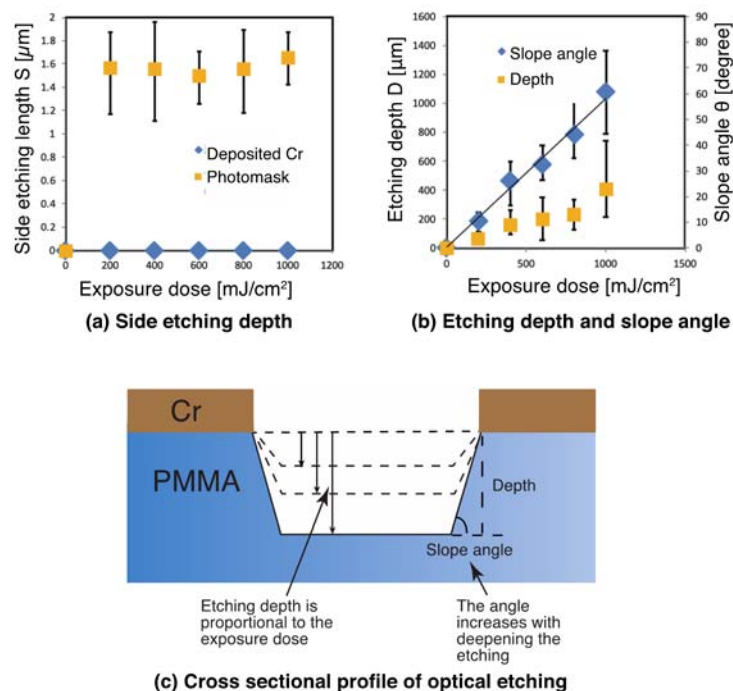 2
1.8
1.6
1.4
1.2
1
0.8
0.6
0.4
0.2
0
Side etching length S [µm]
Deposited Cr
Photomask
0 200 400 600 800 1000 1200
Exposure dose [mJ/cm²]
(a) Side etching depth
1600
1400
1200
1000
800
600
400
200
0
Etching depth D [µm]
Slope angle
Depth
90
80
70
60
50
40
30
20
10
0
Slope angle θ [degree]
0 500 1000 1500
Exposure dose [mJ/cm²]
(b) Etching depth and slope angle
Cr
PMMA
Depth
Slope angle
Etching depth is
proportional to the
exposure dose
The angle
increases with
deepening the
etching
(c) Cross sectional profile of optical etching